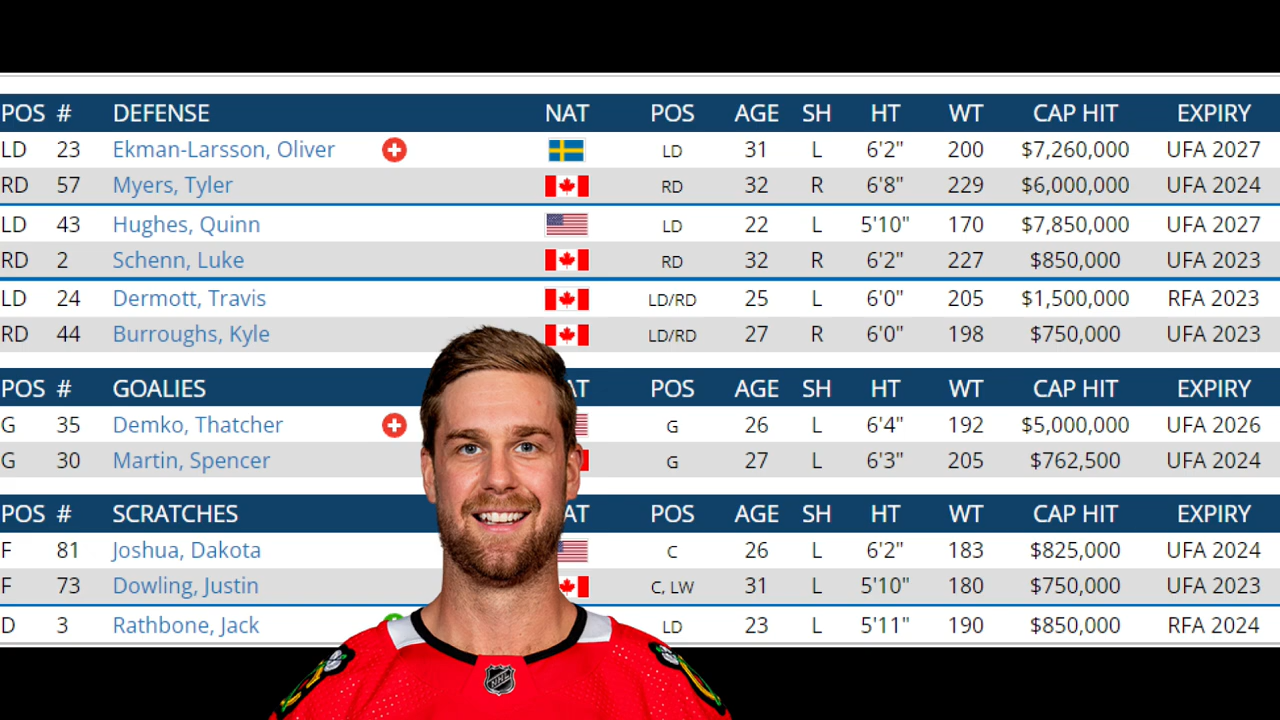 POS # DEFENSE NAT POS AGE SH HT WT CAP HIT EXPIRY
LD 23 Ekman-Larsson, Oliver LD 31 L 6'2" 200 $7,260,000 UFA 2027
RD 57 Myers, Tyler RD 32 R 6'8" 229 $6,000,000 UFA 2024
LD 43 Hughes, Quinn LD 22 L 5'10" 170 $7,850,000 UFA 2027
RD 2 Schenn, Luke RD 32 R 6'2" 227 $850,000 UFA 2023
LD 24 Dermott, Travis LD/RD 25 L 6'0" 205 $1,500,000 RFA 2023
RD 44 Burroughs, Kyle LD/RD 27 R 6'0" 198 $750,000 UFA 2023
POS # GOALIES AT POS AGE SH HT WT CAP HIT EXPIRY
G 35 Demko, Thatcher G 26 L 6'4" 192 $5,000,000 UFA 2026
G 30 Martin, Spencer G 27 L 6'3" 205 $762,500 UFA 2024
POS # SCRATCHES AT POS AGE SH HT WT CAP HIT EXPIRY
F 81 Joshua, Dakota C 26 L 6'2" 183 $825,000 UFA 2024
F 73 Dowling, Justin C, LW 31 L 5'10" 180 $750,000 UFA 2023
D 3 Rathbone, Jack LD 23 L 5'11" 190 $850,000 RFA 2024
NHL